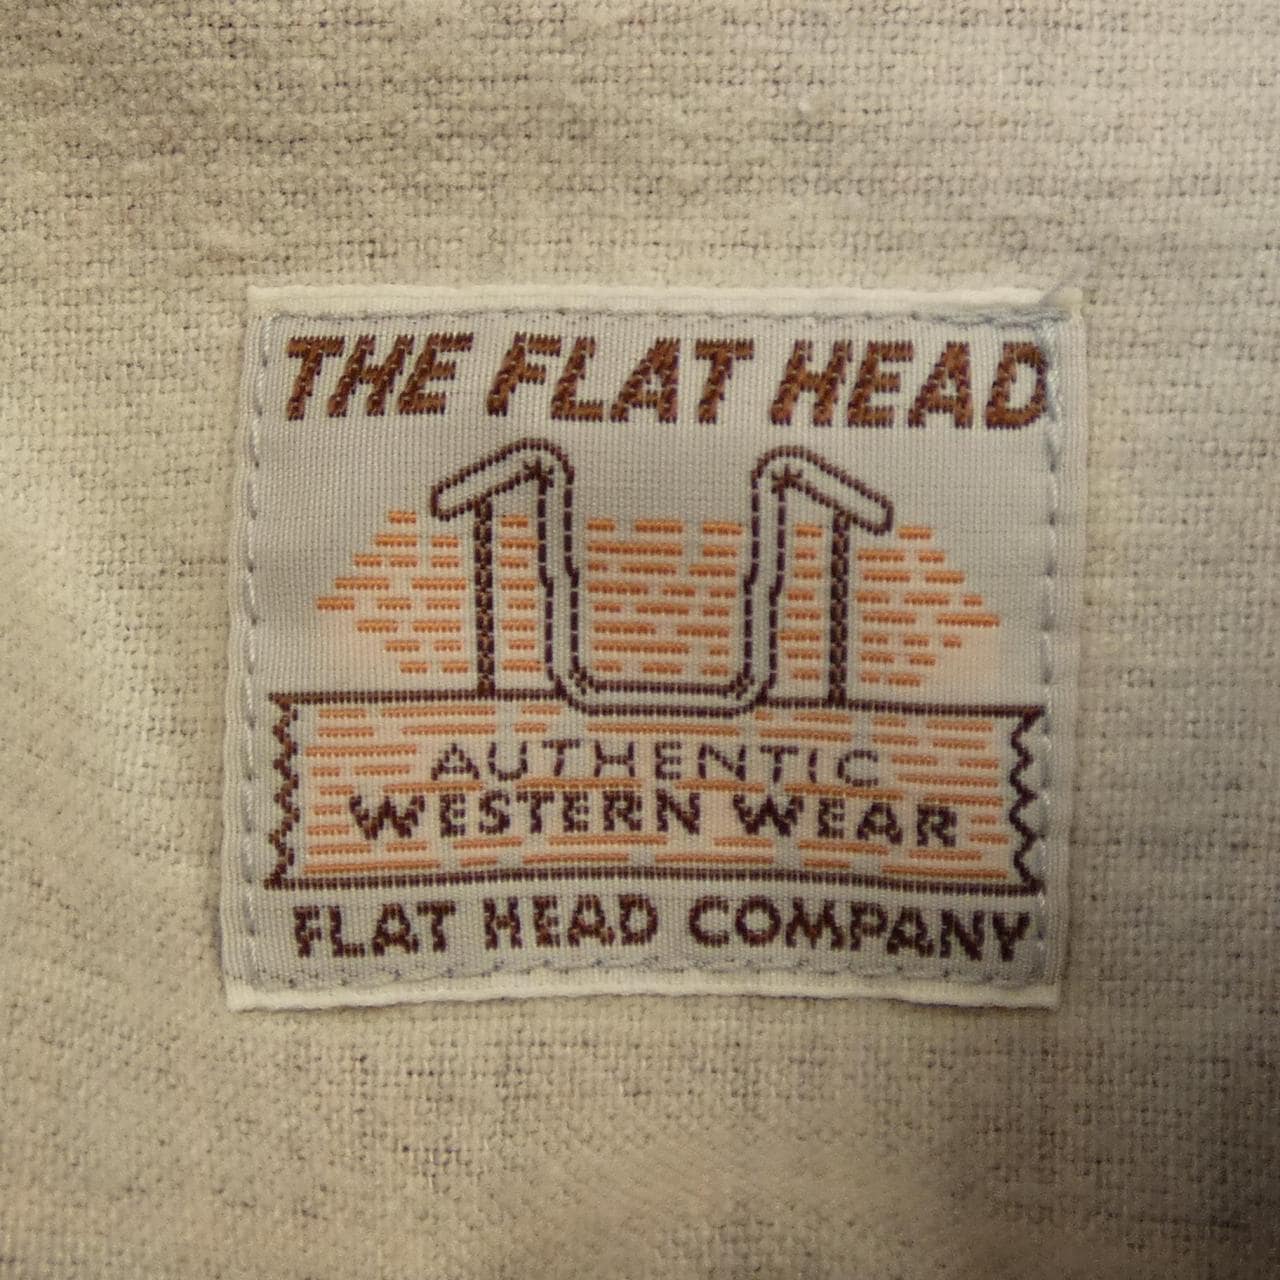 THE FLAT HEAD
AUTHENTIC
WESTERN WEAR
FLAT HEAD COMPANY